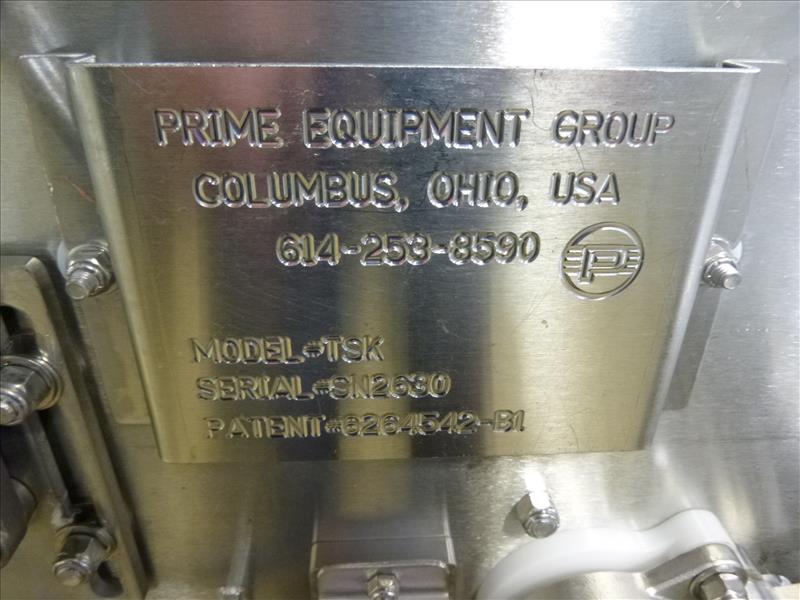 PRIME EQUIPMENT GROUP
COLUMBUS, OHIO, USA
614-253-8590 P
MODEL#TSK
SERIAL#SN2630
PATENT#6264542-B1